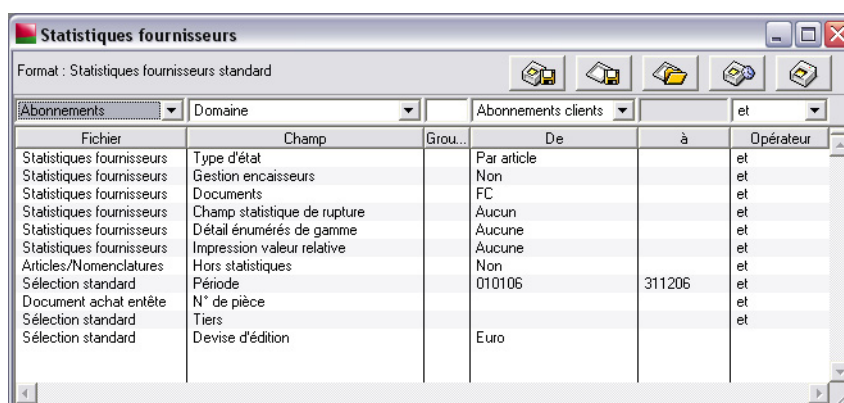 Statistiques fournisseurs
Format : Statistiques fournisseurs standard
Abonnements Domaine Abonnements clients et
Fichier Champ Grou... De à Opérateur
Statistiques fournisseurs Type d'état Par article et
Statistiques fournisseurs Gestion encaisseurs Non et
Statistiques fournisseurs Documents FC et
Statistiques fournisseurs Champ statistique de rupture Aucun et
Statistiques fournisseurs Détail énumérés de gamme Aucune et
Statistiques fournisseurs Impression valeur relative Aucune et
Articles/Nomenclatures Hors statistiques Non et
Sélection standard Période 010106 311206 et
Document achat entête N° de pièce et
Sélection standard Tiers et
Sélection standard Devise d'édition Euro